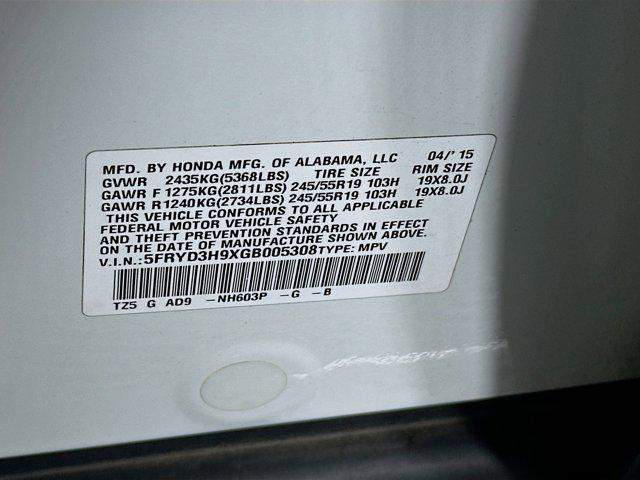 MFD. BY HONDA MFG. OF ALABAMA, LLC 04/'15
GVWR 2435KG(5368LBS) TIRE SIZE RIM SIZE
GAWR F 1275KG(2811LBS) 245/55R19 103H 19X8.0J
GAWR R1240KG(2734LBS) 245/55R19 103H 19X8.0J
THIS VEHICLE CONFORMS TO ALL APPLICABLE
FEDERAL MOTOR VEHICLE SAFETY
AND THEFT PREVENTION STANDARDS IN EFFECT
ON THE DATE OF MANUFACTURE SHOWN ABOVE.
V.I.N.:5FRYD3H9XGB005308TYPE: MPV
TZ5 G AD9 -NH603P -G -B